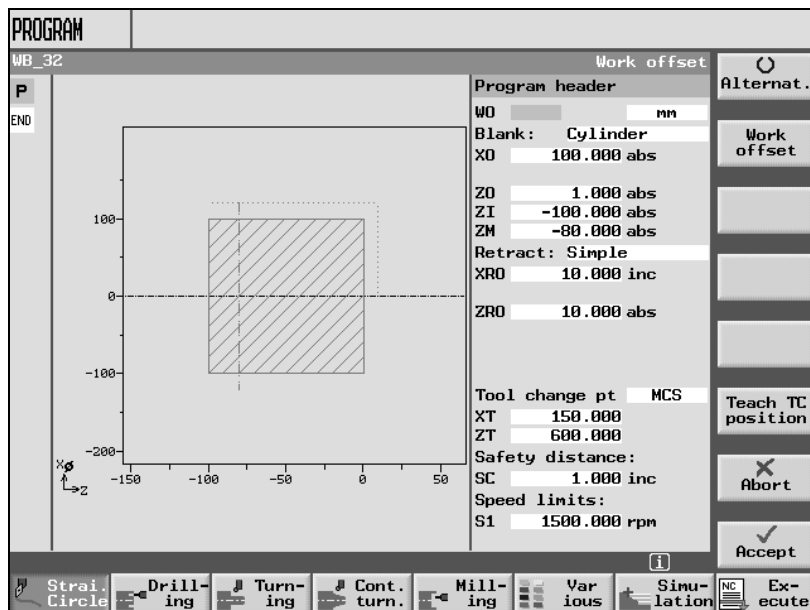 PROGRAM
WB_32
Work offset
P
END
100
0
-100
-200
X⌀
Z
-150 -100 -50 0 50
Program header
WO mm
Blank: Cylinder
XO 100.000 abs
ZO 1.000 abs
ZI -100.000 abs
ZM -80.000 abs
Retract: Simple
XRO 10.000 inc
ZRO 10.000 abs
Tool change pt MCS
XT 150.000
ZT 600.000
Safety distance:
SC 1.000 inc
Speed limits:
S1 1500.000 rpm
Alternat.
Work
offset
Teach TC
position
Abort
Accept
i
Strai.
Circle
Drill-
ing
Turn-
ing
Cont.
turn.
Mill-
ing
Var
ious
Simu-
lation
NC
Ex-
ecute